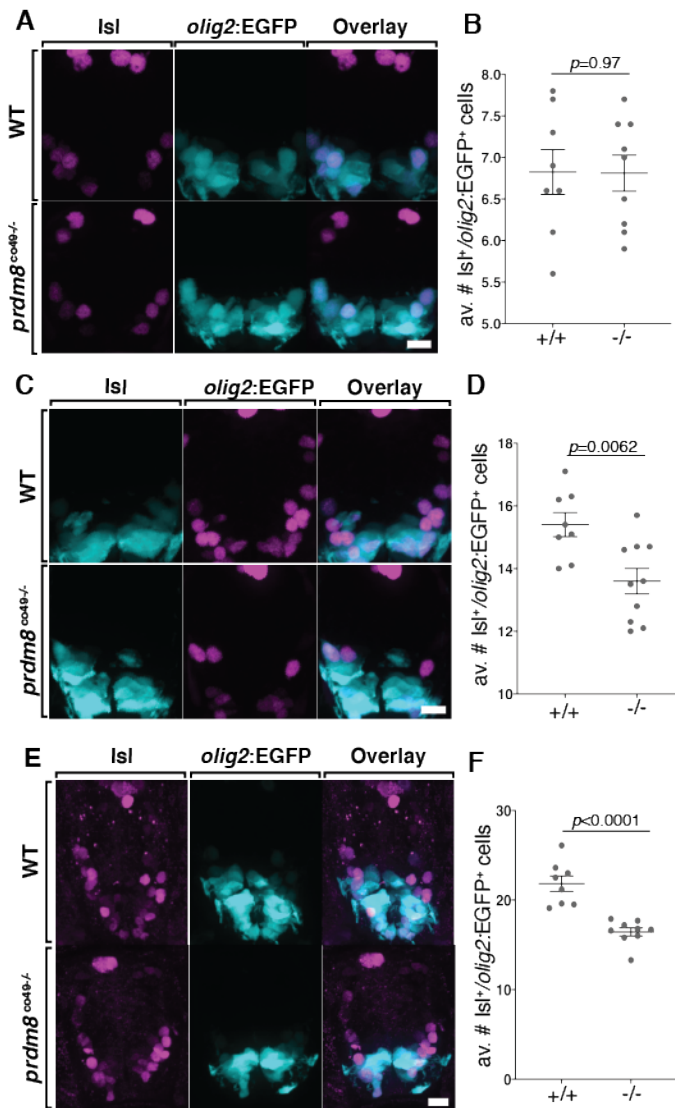 A
Isl olig2:EGFP Overlay
WT
prdm8co49-/-
B
av. # Isl+/olig2:EGFP+ cells
p=0.97
8.0
7.5
7.0
6.5
6.0
5.5
5.0
+/+ -/-
C
Isl olig2:EGFP Overlay
WT
prdm8co49-/-
D
av. # Isl+/olig2:EGFP+ cells
p=0.0062
18
16
14
12
10
+/+ -/-
E
Isl olig2:EGFP Overlay
WT
prdm8co49-/-
F
av. # Isl+/olig2:EGFP+ cells
p<0.0001
30
20
10
0
+/+ -/-